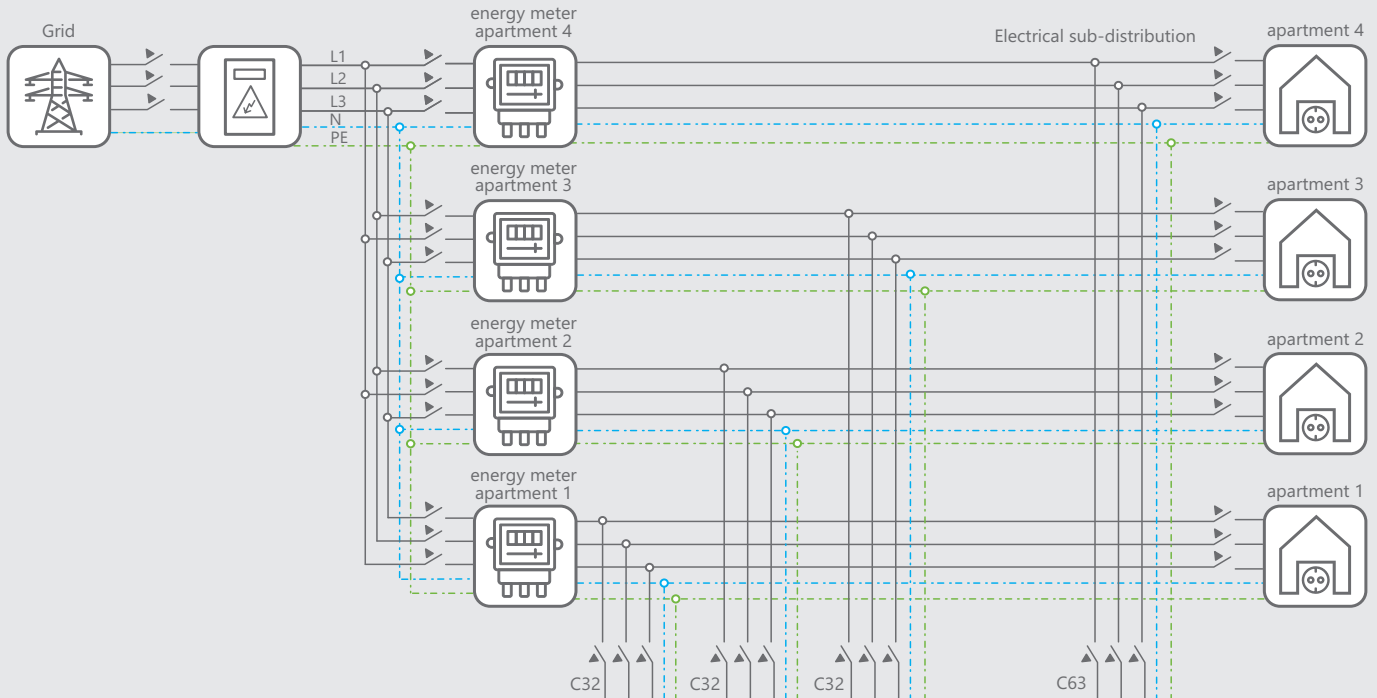 Grid
energy meter
apartment 4
Electrical sub-distribution
apartment 4
L1
L2
L3
N
PE
energy meter
apartment 3
apartment 3
energy meter
apartment 2
apartment 2
energy meter
apartment 1
apartment 1
C32
C32
C32
C63